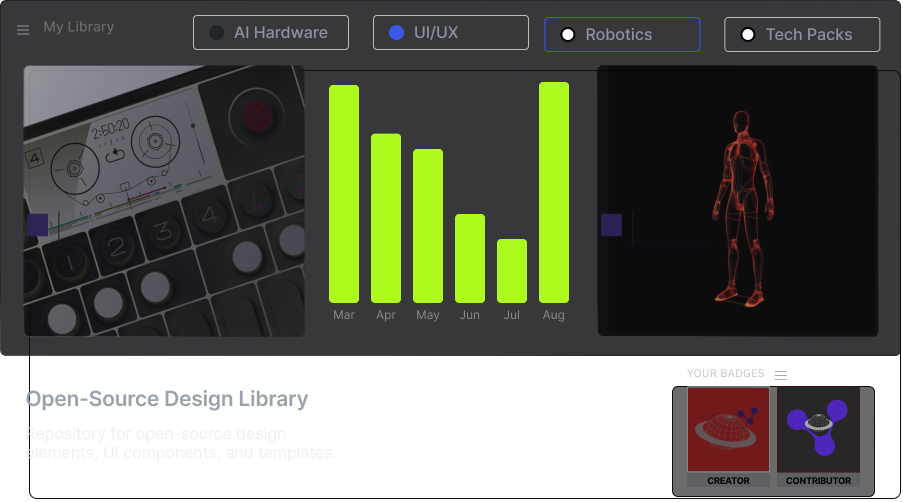 My Library
AI Hardware
UI/UX
Robotics
Tech Packs
2:50:20
4
1
2
3
4
Mar
Apr
May
Jun
Jul
Aug
Open-Source Design Library
Repository for open-source design
elements, UI components, and templates.
YOUR BADGES
CREATOR
CONTRIBUTOR